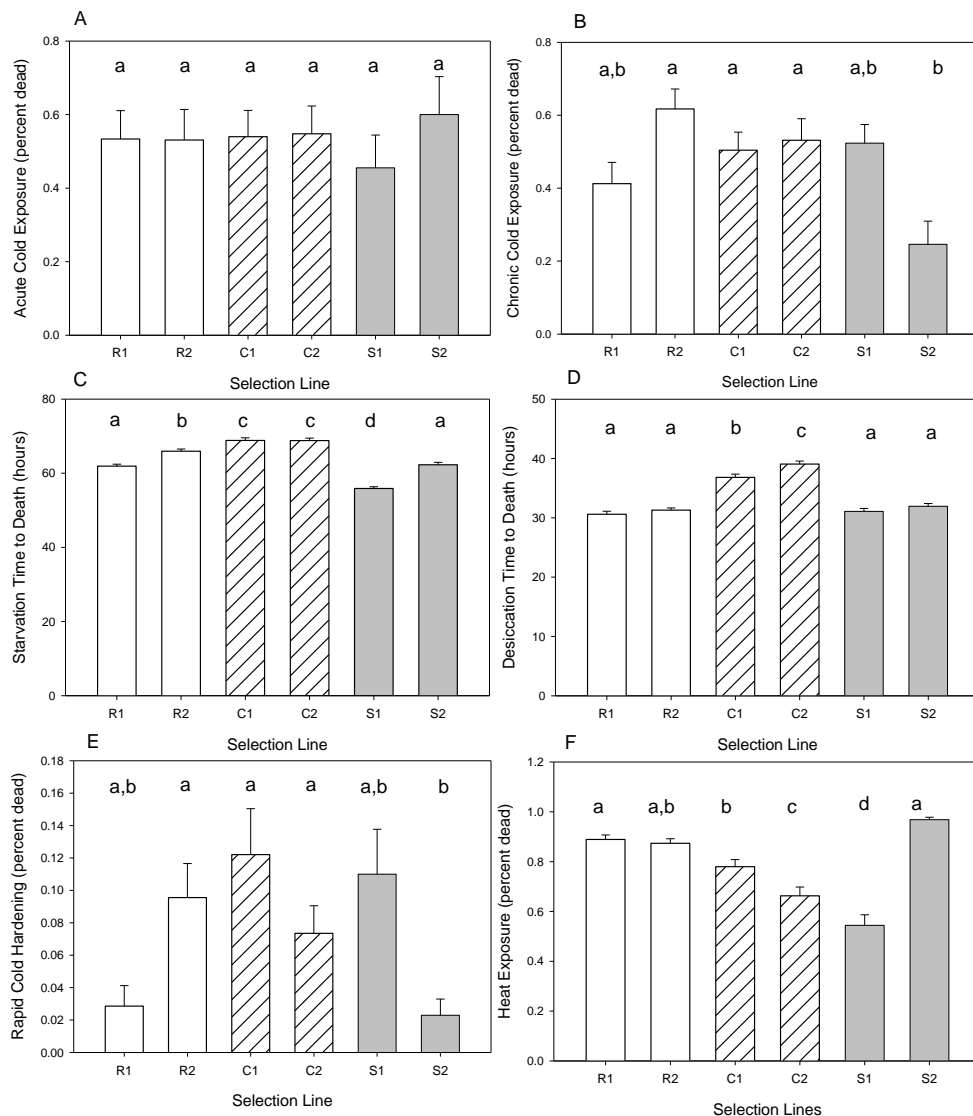 A
Acute Cold Exposure (percent dead)
0.8
0.6
0.4
0.2
0.0
a a a a a a
R1 R2 C1 C2 S1 S2
Selection Line
B
Chronic Cold Exposure (percent dead)
0.8
0.6
0.4
0.2
0.0
a,b a a a a,b b
R1 R2 C1 C2 S1 S2
Selection Line
C
Starvation Time to Death (hours)
80
60
40
20
0
a b c c d a
R1 R2 C1 C2 S1 S2
Selection Line
D
Desiccation Time to Death (hours)
50
40
30
20
10
0
a a b c a a
R1 R2 C1 C2 S1 S2
Selection Line
E
Rapid Cold Hardening (percent dead)
0.16
0.14
0.12
0.10
0.08
0.06
0.04
0.02
0.00
a,b a a a a,b b
R1 R2 C1 C2 S1 S2
Selection Line
F
Heat Exposure (percent dead)
1.2
1.0
0.8
0.6
0.4
0.2
0.0
a a,b b c d a
R1 R2 C1 C2 S1 S2
Selection Lines